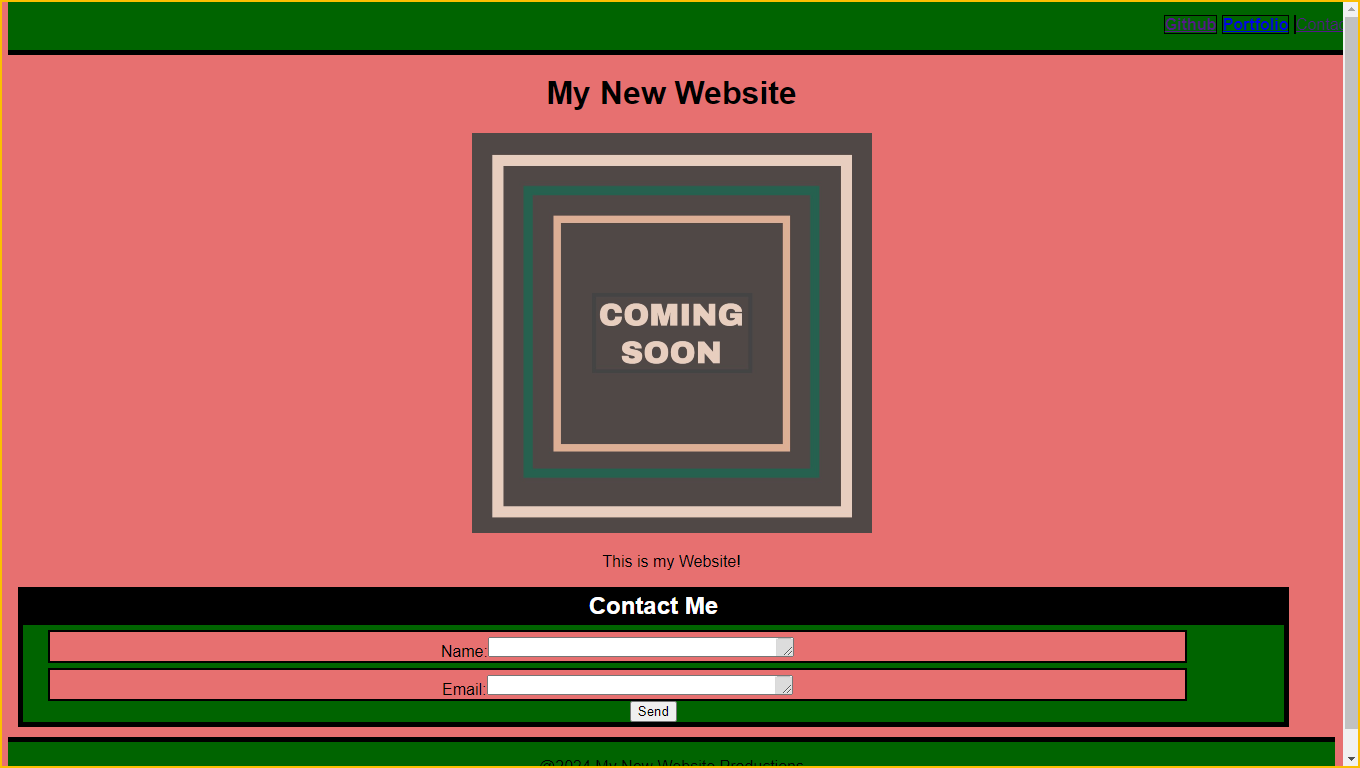 Github Portfolio
My New Website
COMING
SOON
This is my Website!
Contact Me
Name:
Email:
Send
@2024 My New Website Productions